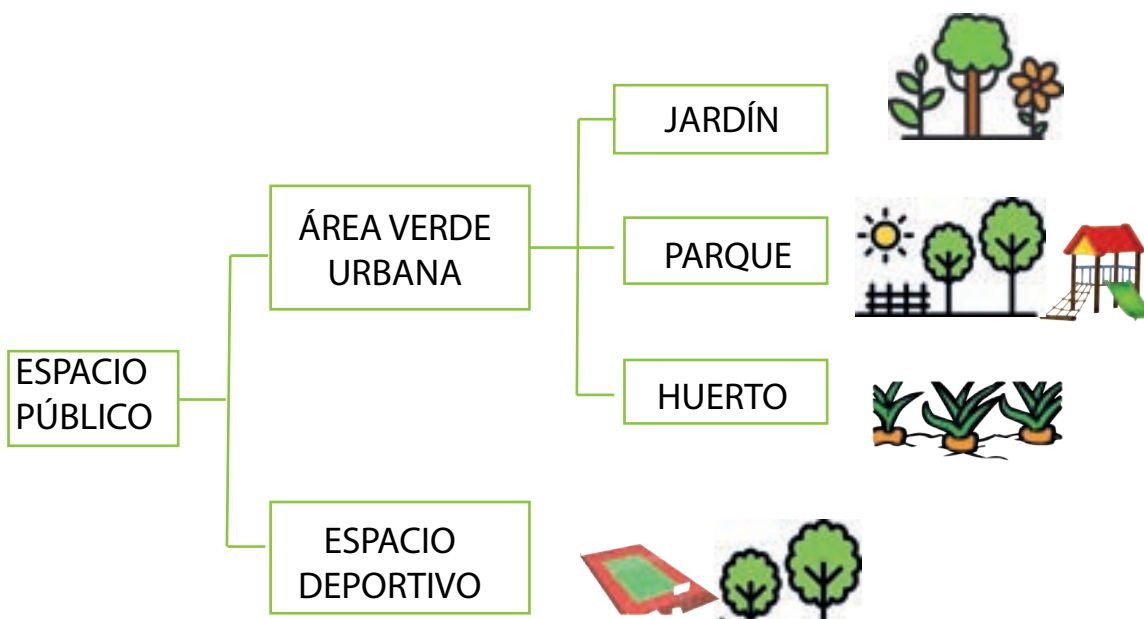 JARDÍN
ÁREA VERDE
URBANA
PARQUE
ESPACIO
PÚBLICO
HUERTO
ESPACIO
DEPORTIVO